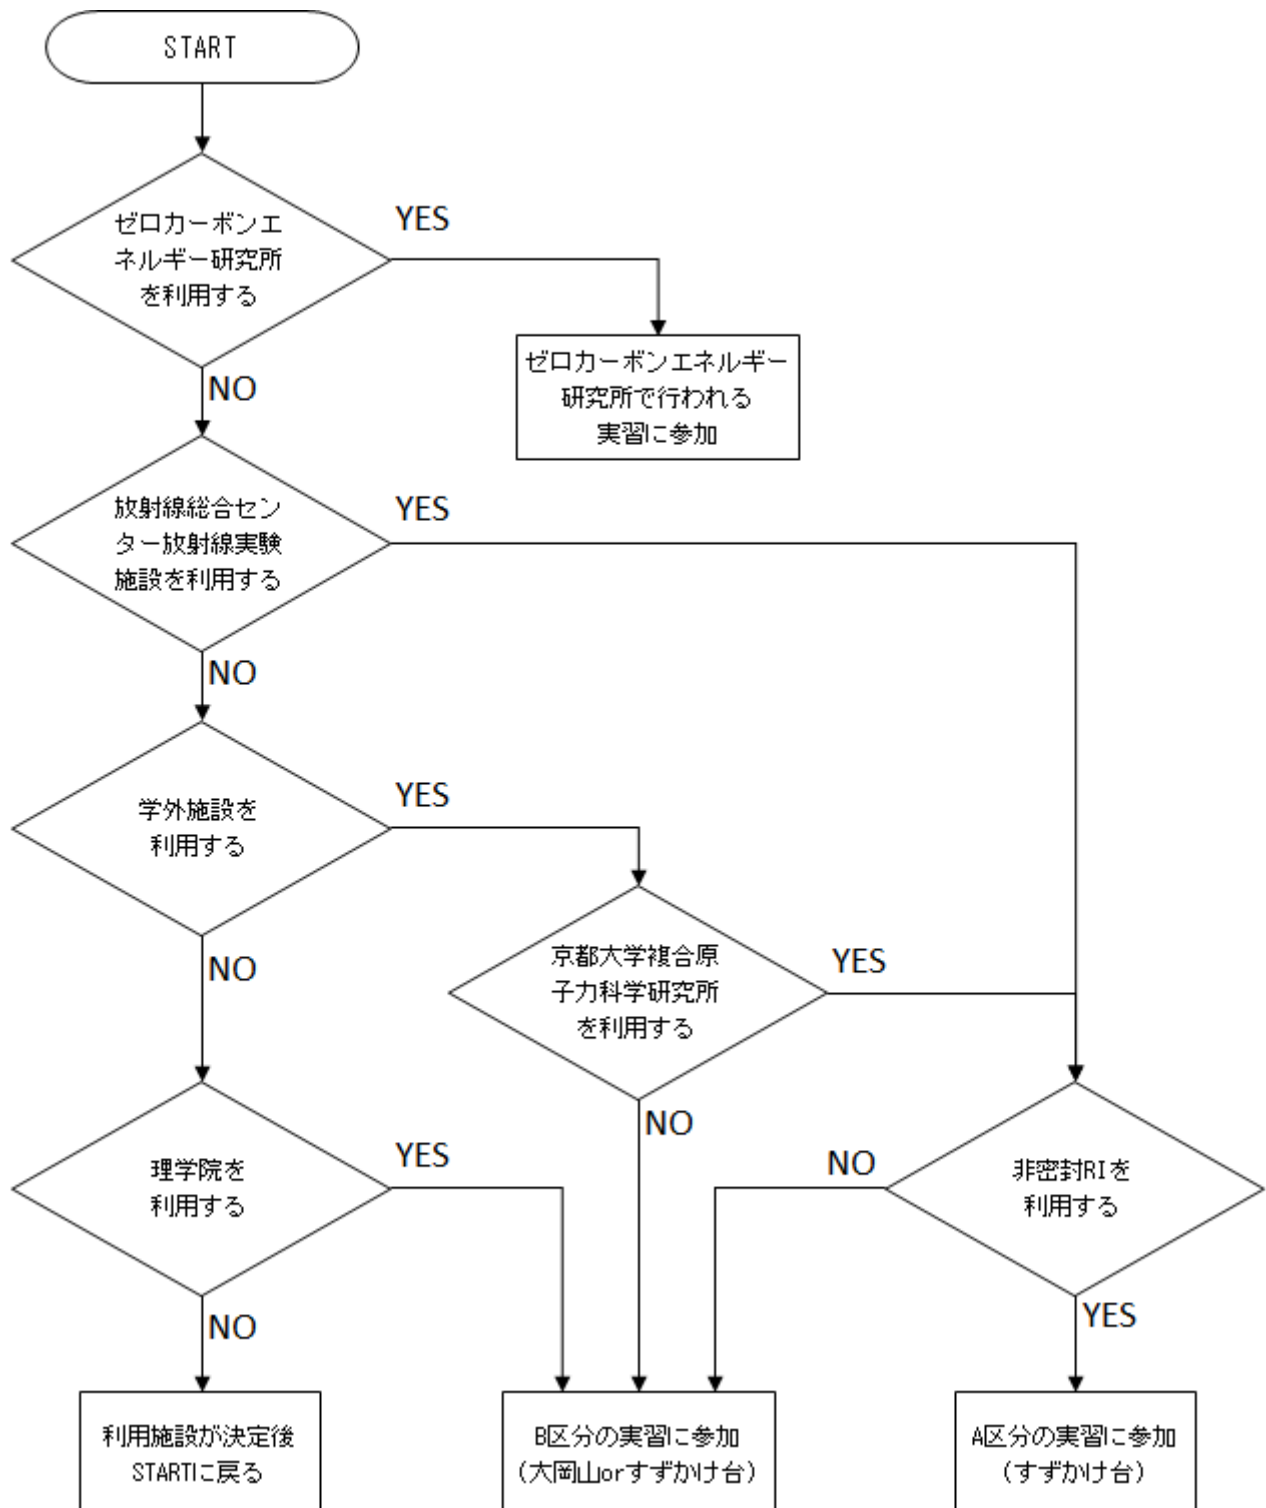 START
ゼロカーボンエ
ネルギー研究所
を利用する
YES
ゼロカーボンエネルギー
研究所で行われる
実習に参加
NO
放射線総合セン
ター放射線実験
施設を利用する
YES
NO
学外施設を
利用する
YES
京都大学複合原
子力科学研究所
を利用する
YES
NO
NO
理学院を
利用する
YES
非密封RIを
利用する
NO
YES
NO
利用施設が決定後
STARTに戻る
B区分の実習に参加
（大岡山orすずかけ台）
A区分の実習に参加
（すずかけ台）